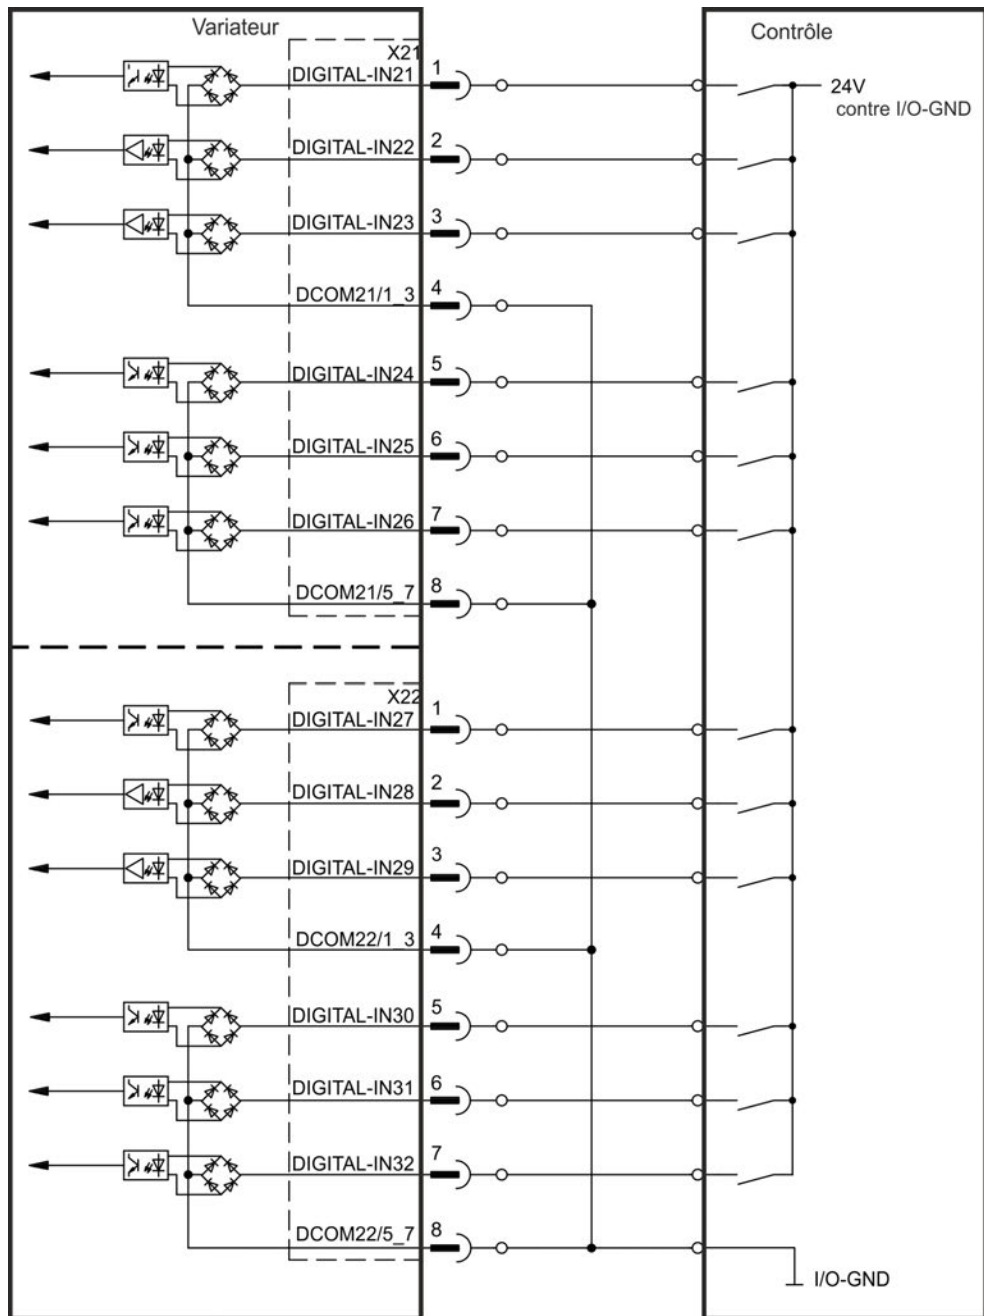 Variateur
Contrôle
X21
DIGITAL-IN21 1
24V
contre I/O-GND
DIGITAL-IN22 2
DIGITAL-IN23 3
DCOM21/1_3 4
DIGITAL-IN24 5
DIGITAL-IN25 6
DIGITAL-IN26 7
DCOM21/5_7 8
X22
DIGITAL-IN27 1
DIGITAL-IN28 2
DIGITAL-IN29 3
DCOM22/1_3 4
DIGITAL-IN30 5
DIGITAL-IN31 6
DIGITAL-IN32 7
DCOM22/5_7 8
I/O-GND